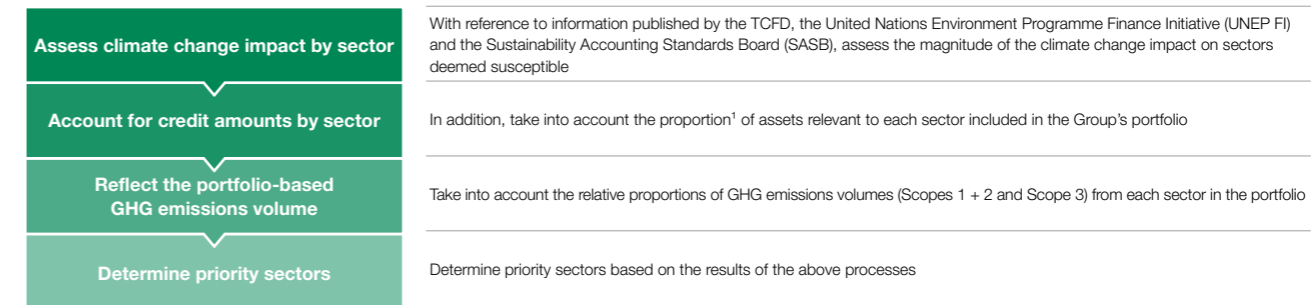 Assess climate change impact by sector
With reference to information published by the TCFD, the United Nations Environment Programme Finance Initiative (UNEP FI)
and the Sustainability Accounting Standards Board (SASB), assess the magnitude of the climate change impact on sectors
deemed susceptible
Account for credit amounts by sector
In addition, take into account the proportion¹ of assets relevant to each sector included in the Group's portfolio
Reflect the portfolio-based
GHG emissions volume
Take into account the relative proportions of GHG emissions volumes (Scopes 1 + 2 and Scope 3) from each sector in the portfolio
Determine priority sectors
Determine priority sectors based on the results of the above processes